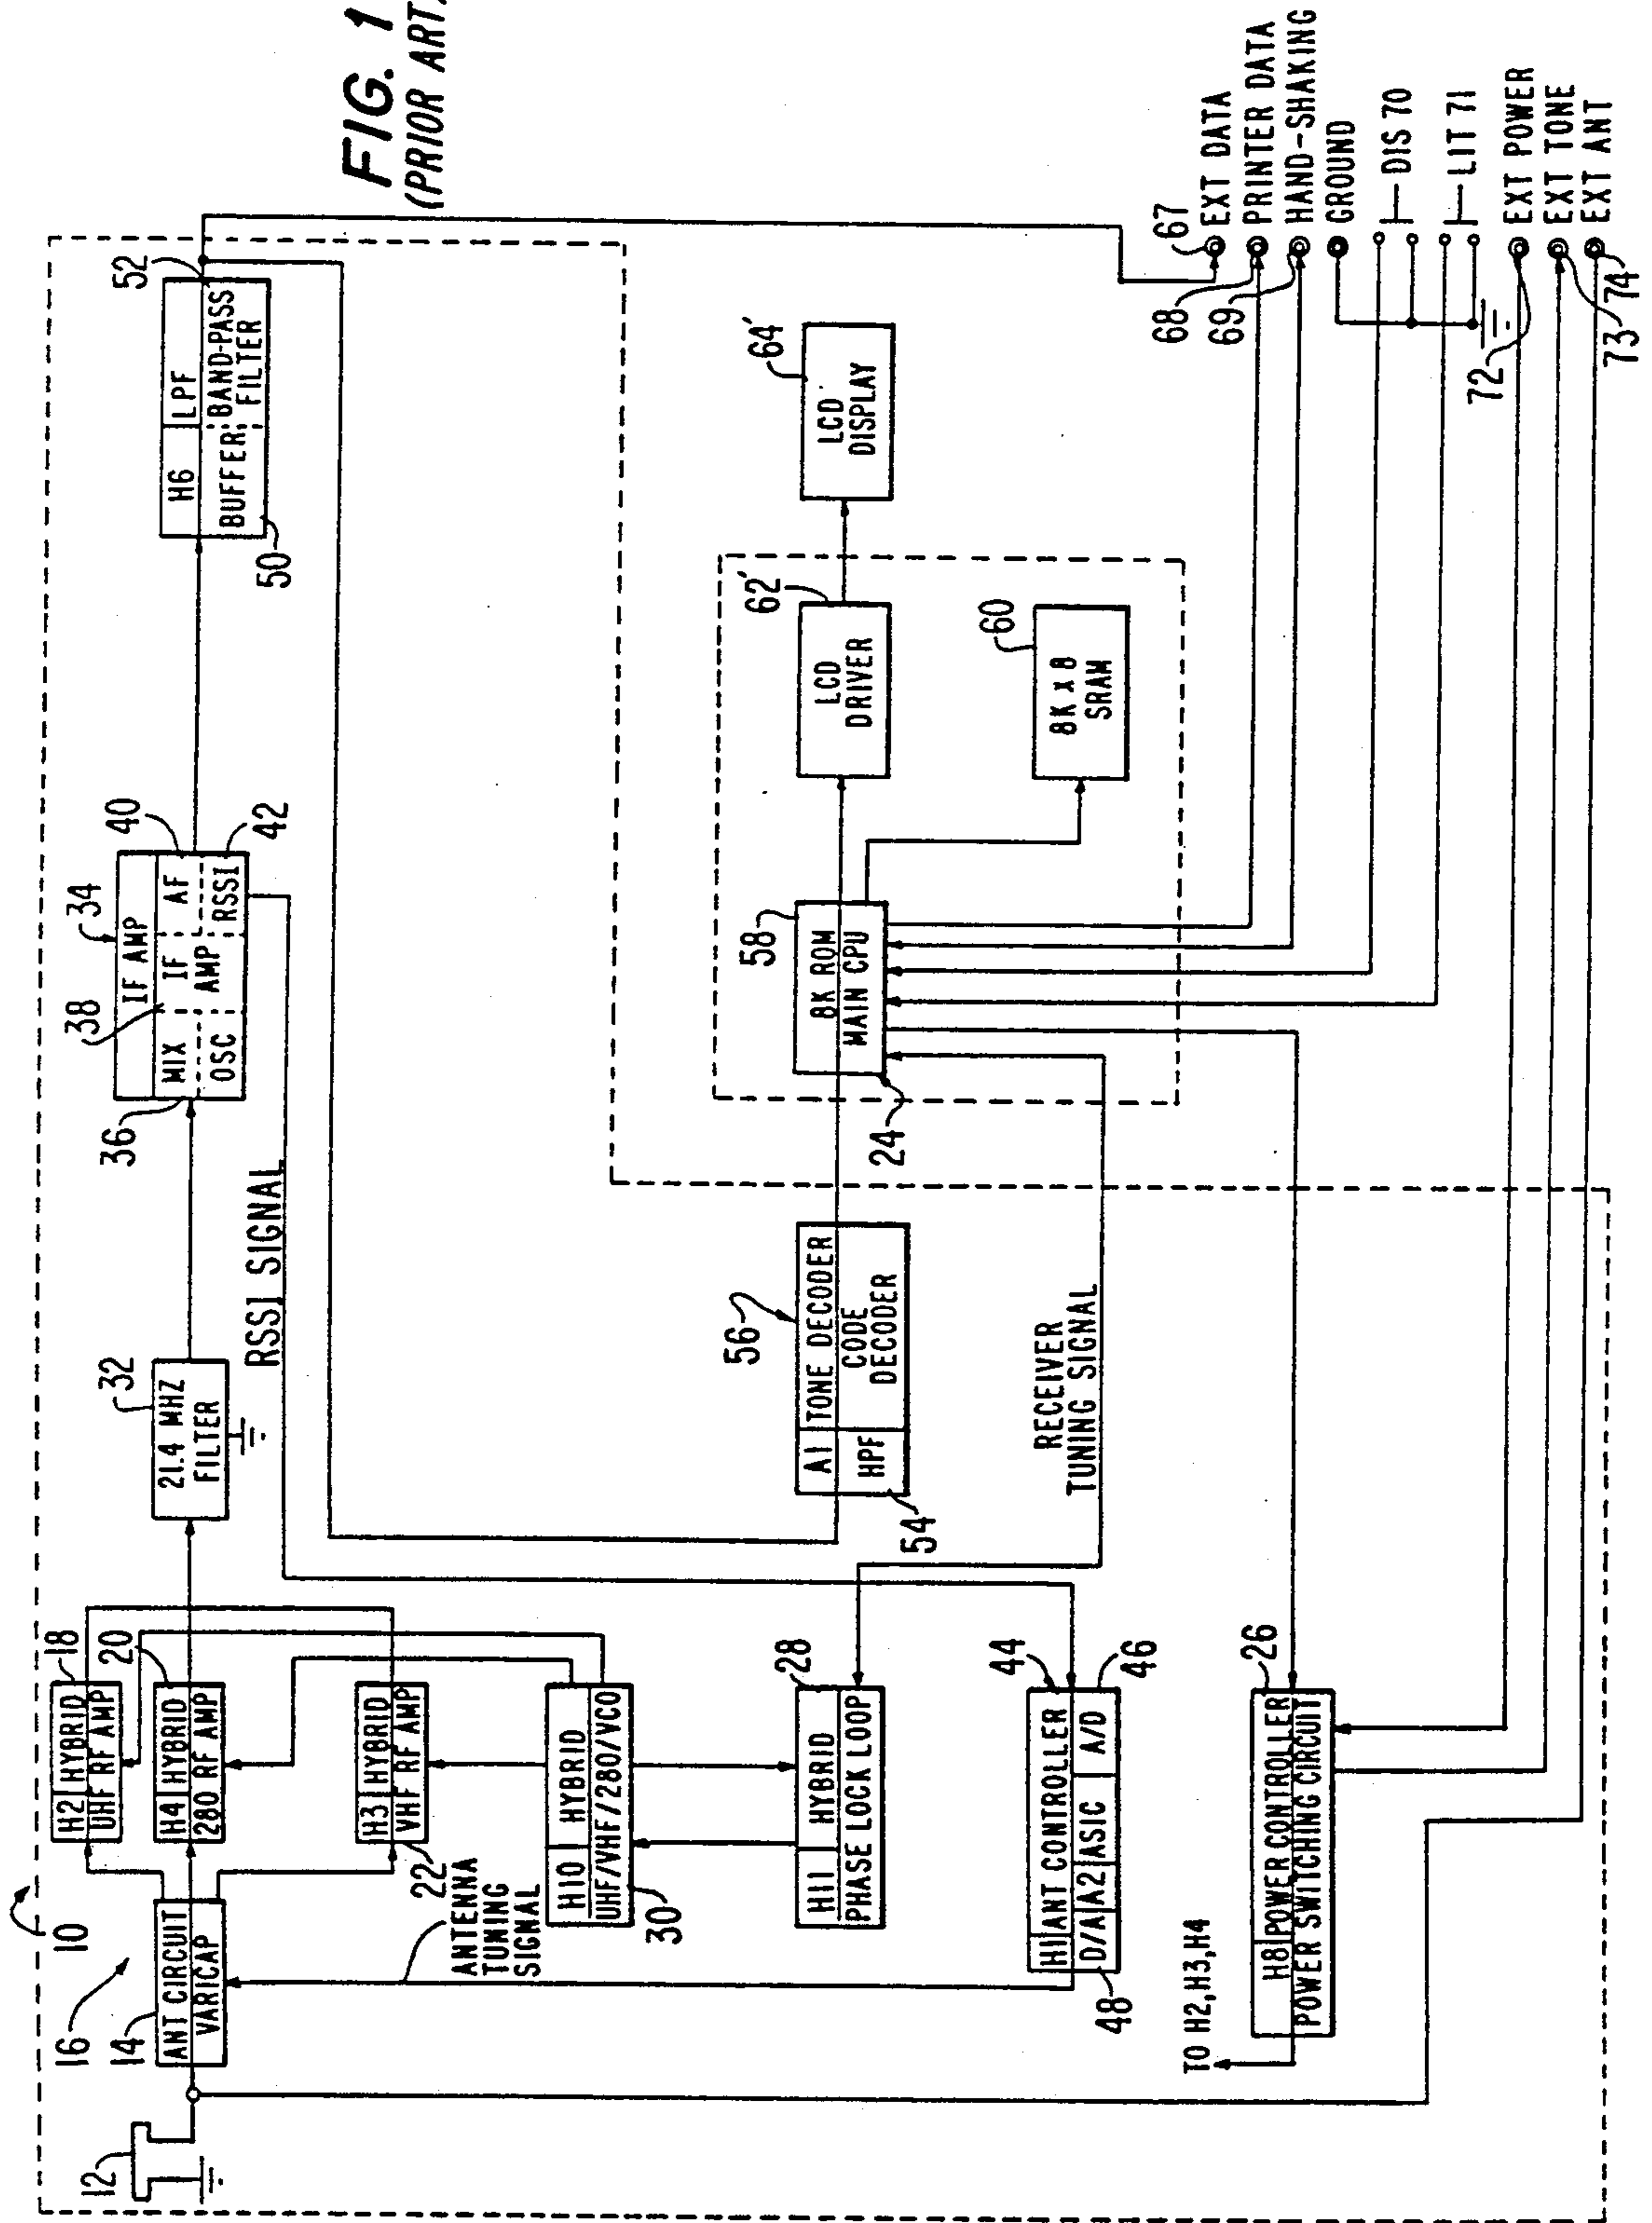 FIG. 1
(PRIOR ART)
10
12
16
14
ANT CIRCUIT
VARICAP
18
H2 HYBRID
UHF RF AMP
20
H4 HYBRID
280 RF AMP
H3 HYBRID
VHF RF AMP
22
ANTENNA
TUNING
SIGNAL
H10 HYBRID
UHF/VHF/280/VCO
30
28
H11 HYBRID
PHASE LOCK LOOP
44
H1 ANT CONTROLLER
D/A A2 ASIC A/D
46
48
26
H8 POWER CONTROLLER
POWER SWITCHING CIRCUIT
TO H2,H3,H4
32
21.4 MHZ
FILTER
RSSI SIGNAL
34
IF AMP
38
40
MIX IF AF
OSC AMP RSSI
36
42
52
H6 LPF
BUFFER BAND-PASS
FILTER
50
56
A1 TONE DECODER
HPF CODE
DECODER
54
RECEIVER
TUNING SIGNAL
58
8K ROM
MAIN CPU
24
62'
LCD
DRIVER
60
8K x 8
SRAM
64'
LCD
DISPLAY
67 EXT DATA
68 PRINTER DATA
69 HAND-SHAKING
GROUND
DIS 70
LIT 71
72 EXT POWER
73 EXT TONE
74 EXT ANT